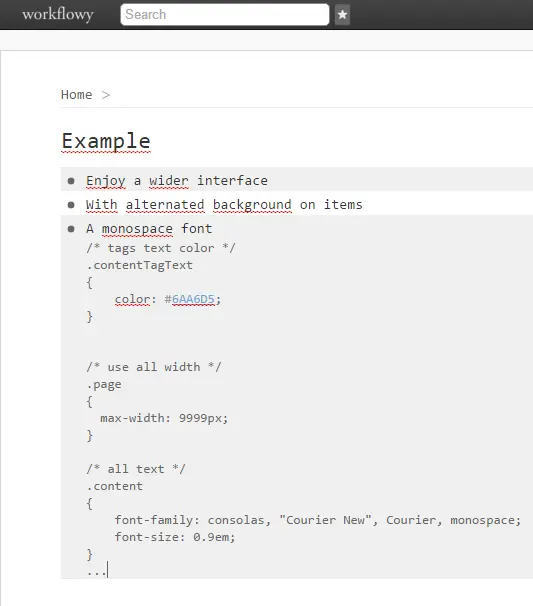 workflowy
Search
Home >
Example
Enjoy a wider interface
With alternated background on items
A monospace font
/* tags text color */
.contentTagText
{
    color: #6AA6D5;
}
/* use all width */
.page
{
  max-width: 9999px;
}
/* all text */
.content
{
    font-family: consolas, "Courier New", Courier, monospace;
    font-size: 0.9em;
}
...